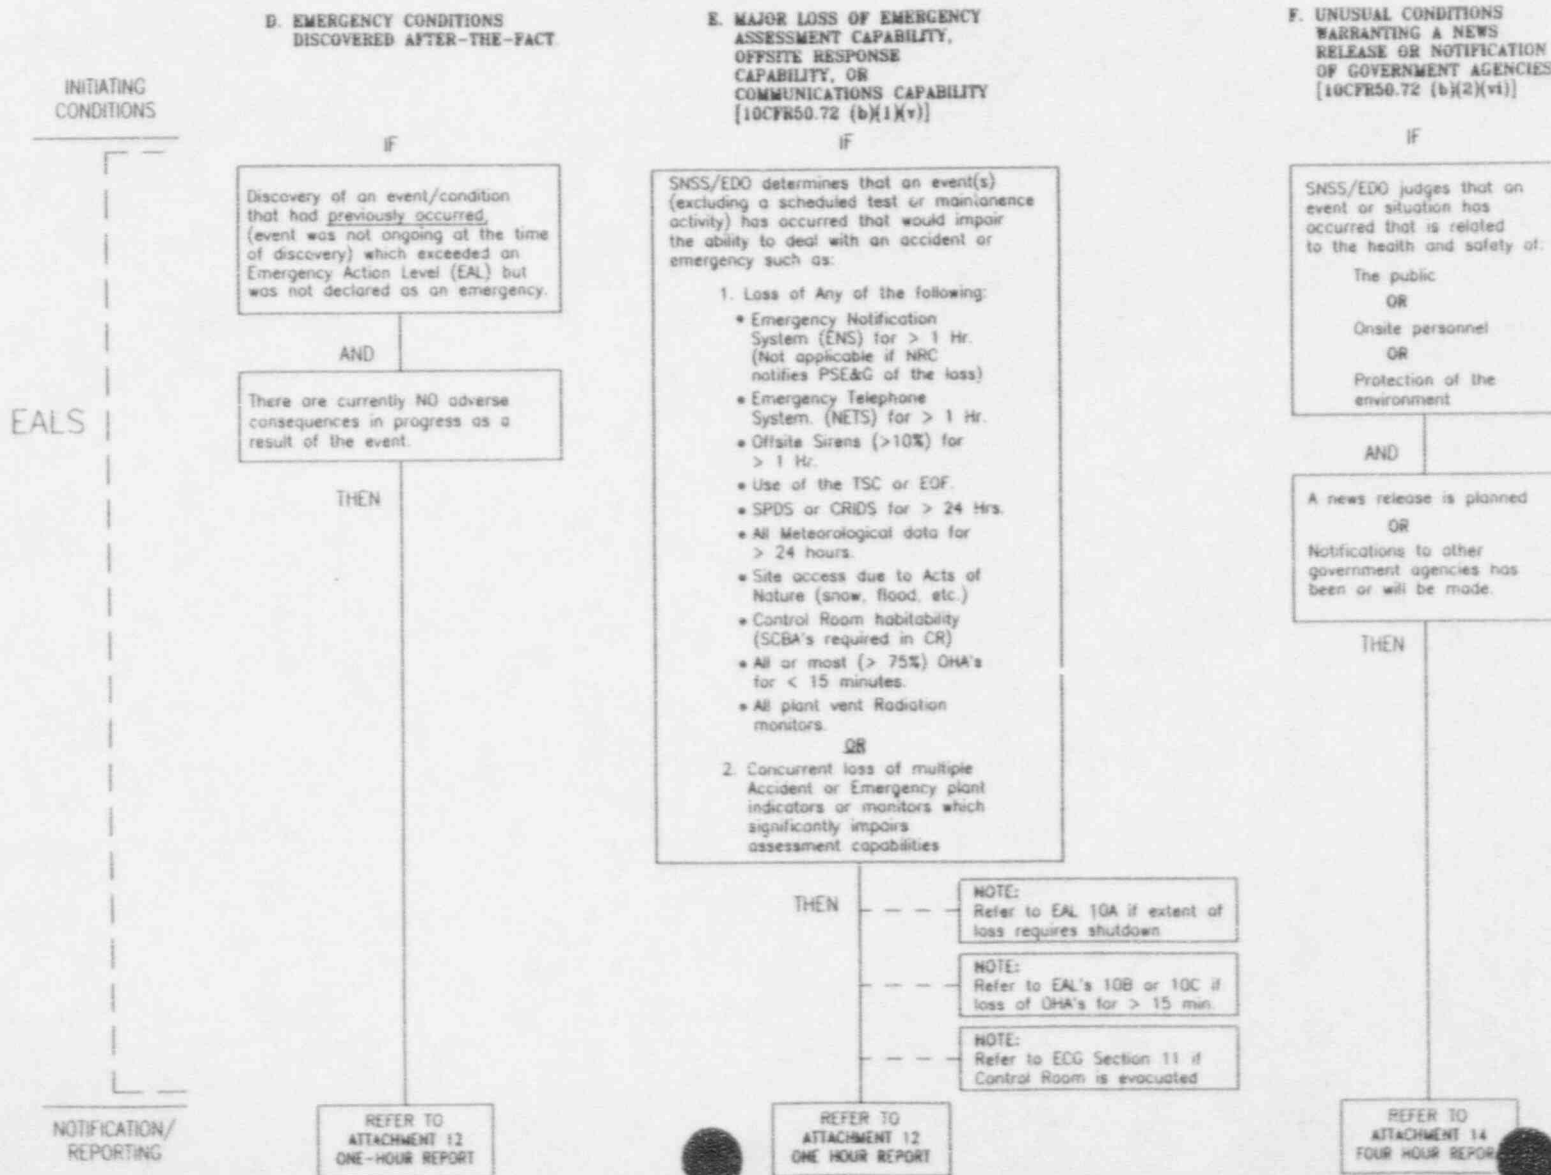 D. EMERGENCY CONDITIONS
DISCOVERED AFTER-THE-FACT
E. MAJOR LOSS OF EMERGENCY
ASSESSMENT CAPABILITY,
OFFSITE RESPONSE
CAPABILITY, OR
COMMUNICATIONS CAPABILITY
[10CFR50.72 (b)(1)(v)]
F. UNUSUAL CONDITIONS
WARRANTING A NEWS
RELEASE OR NOTIFICATION
OF GOVERNMENT AGENCIES
[10CFR50.72 (b)(2)(vi)]
INITIATING
CONDITIONS
EALS
IF
Discovery of an event/condition
that had previously occurred,
(event was not ongoing at the time
of discovery) which exceeded an
Emergency Action Level (EAL) but
was not declared as an emergency.
AND
There are currently NO adverse
consequences in progress as a
result of the event.
THEN
IF
SNSS/EDO determines that an event(s)
(excluding a scheduled test or maintanence
activity) has occurred that would impair
the ability to deal with an accident or
emergency such as:
1. Loss of Any of the following:
• Emergency Notification
System (ENS) for > 1 Hr.
(Not applicable if NRC
notifies PSE&G of the loss)
• Emergency Telephone
System. (NETS) for > 1 Hr.
• Offsite Sirens (>10%) for
> 1 Hr.
• Use of the TSC or EOF.
• SPDS or CRIDS for > 24 Hrs.
• All Meteorological data for
> 24 hours.
• Site access due to Acts of
Nature (snow, flood, etc.)
• Control Room habitability
(SCBA's required in CR)
• All or most (> 75%) OHA's
for < 15 minutes.
• All plant vent Radiation
monitors.
OR
2. Concurrent loss of multiple
Accident or Emergency plant
indicators or monitors which
significantly impairs
assessment capabilities
THEN
NOTE:
Refer to EAL 10A if extent of
loss requires shutdown
NOTE:
Refer to EAL's 10B or 10C if
loss of OHA's for > 15 min.
NOTE:
Refer to ECG Section 11 if
Control Room is evacuated
IF
SNSS/EDO judges that an
event or situation has
occurred that is related
to the health and safety of:
The public
OR
Onsite personnel
OR
Protection of the
environment
AND
A news release is planned
OR
Notifications to other
government agencies has
been or will be made.
THEN
NOTIFICATION/
REPORTING
REFER TO
ATTACHMENT 12
ONE-HOUR REPORT
REFER TO
ATTACHMENT 12
ONE HOUR REPORT
REFER TO
ATTACHMENT 14
FOUR HOUR REPOR